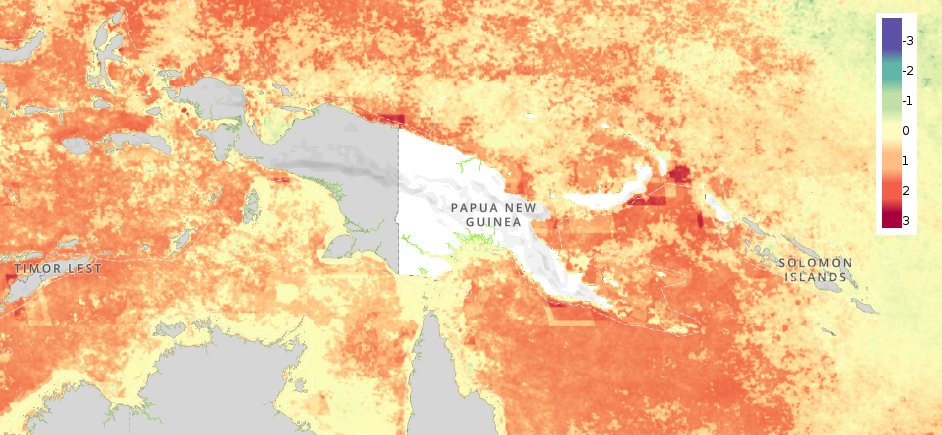 -3
-2
-1
0
1
2
3
PAPUA NEW
GUINEA
TIMOR LEST
SOLOMON
ISLANDS